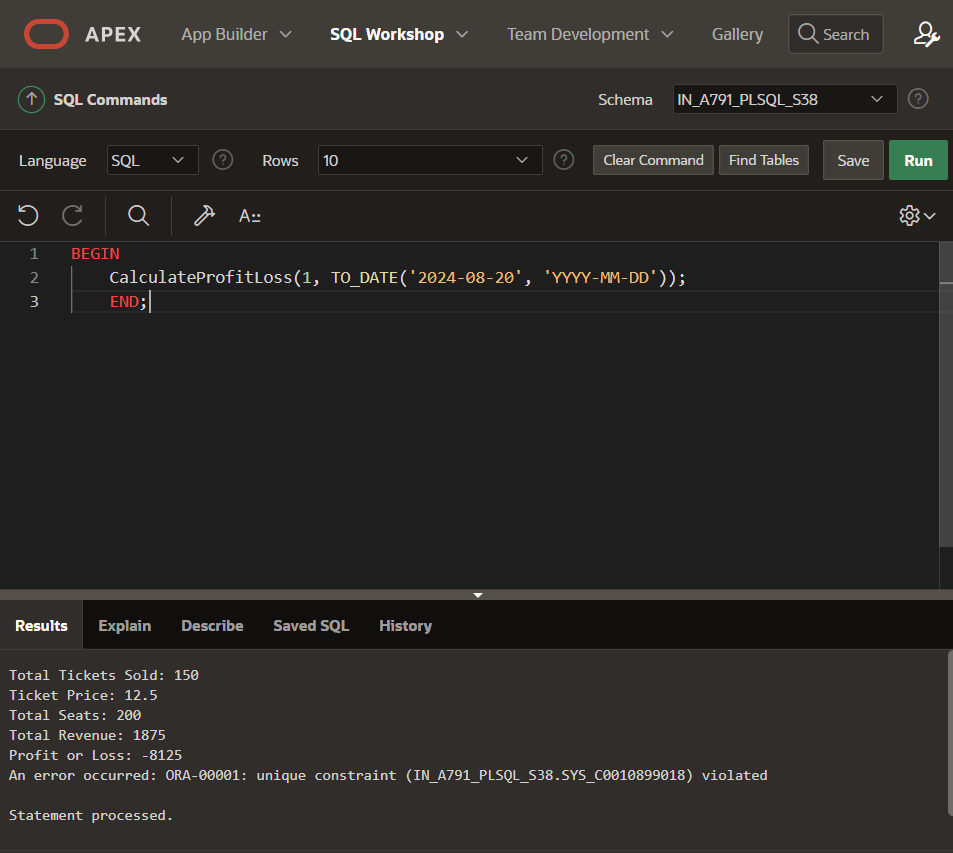 APEX App Builder SQL Workshop Team Development Gallery Search
SQL Commands Schema IN_A791_PLSQL_S38 ?
Language SQL ? Rows 10 ? Clear Command Find Tables Save Run
A::
1 BEGIN
2 CalculateProfitLoss(1, TO_DATE('2024-08-20', 'YYYY-MM-DD'));
3 END;
Results Explain Describe Saved SQL History
Total Tickets Sold: 150
Ticket Price: 12.5
Total Seats: 200
Total Revenue: 1875
Profit or Loss: -8125
An error occurred: ORA-00001: unique constraint (IN_A791_PLSQL_S38.SYS_C0010899018) violated
Statement processed.